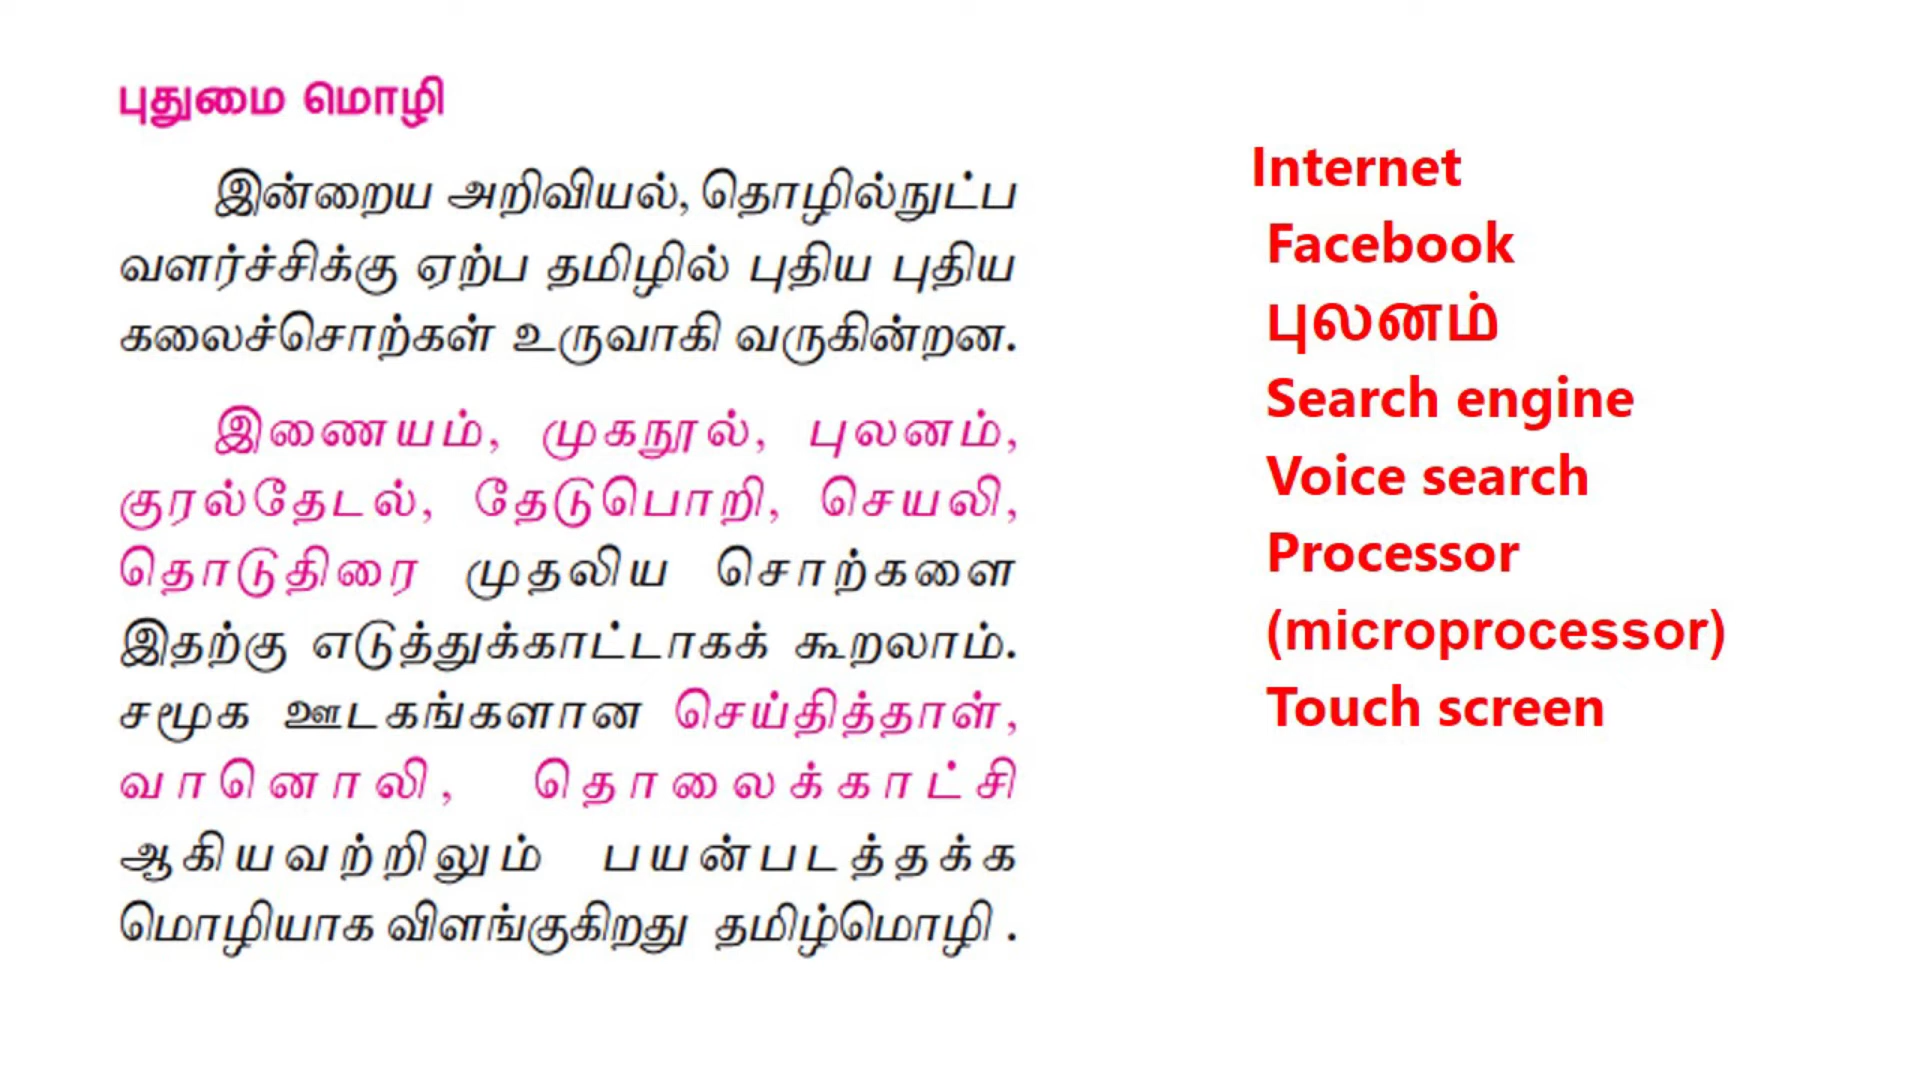 புதுமை மொழி
இன்றைய அறிவியல், தொழில்நுட்ப
வளர்ச்சிக்கு ஏற்ப தமிழில் புதிய புதிய
கலைச்சொற்கள் உருவாகி வருகின்றன.
இணையம், முகநூல், புலனம்,
குரல்தேடல், தேடுபொறி, செயலி,
தொடுதிரை முதலிய சொற்களை
இதற்கு எடுத்துக்காட்டாகக் கூறலாம்.
சமூக ஊடகங்களான செய்தித்தாள்,
வானொலி, தொலைக்காட்சி
ஆகியவற்றிலும் பயன்படத்தக்க
மொழியாக விளங்குகிறது தமிழ்மொழி .
Internet
Facebook
புலனம்
Search engine
Voice search
Processor
(microprocessor)
Touch screen